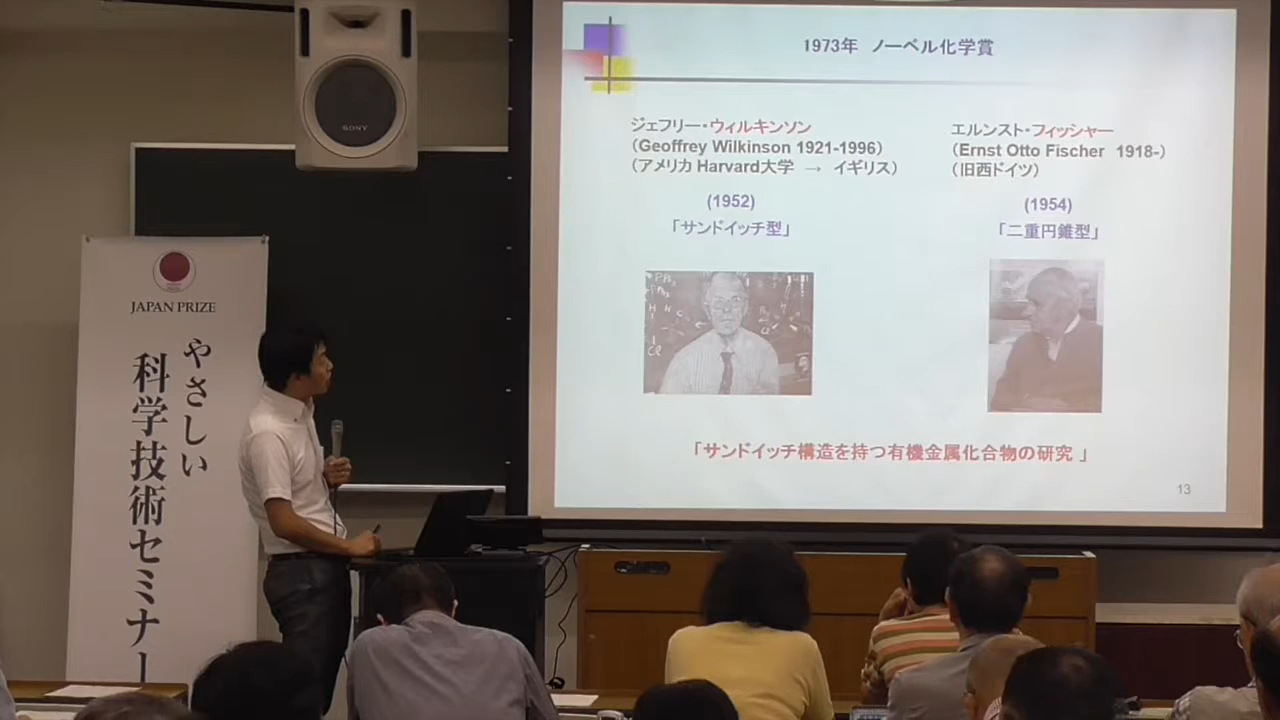 SONY
JAPAN PRIZE
やさしい
科学技術セミナー
1973年 ノーベル化学賞
ジェフリー・ウィルキンソン
（Geoffrey Wilkinson 1921-1996）
（アメリカ Harvard大学 → イギリス）
(1952)
「サンドイッチ型」
エルンスト・フィッシャー
（Ernst Otto Fischer 1918-）
（旧西ドイツ）
(1954)
「二重円錐型」
「サンドイッチ構造を持つ有機金属化合物の研究 」
13